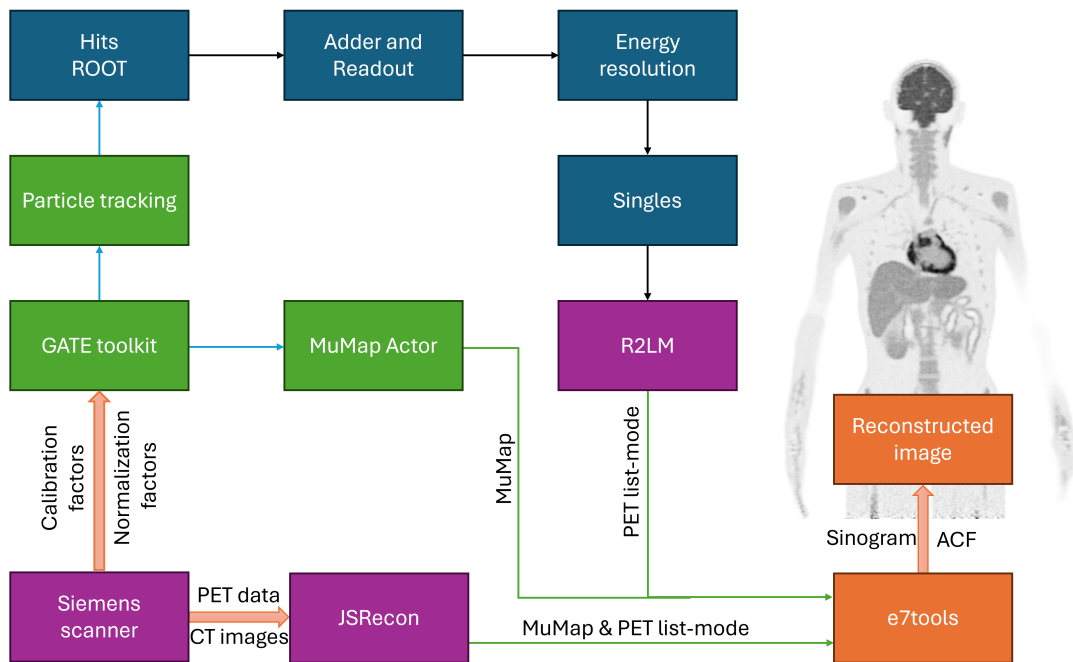 Hits
ROOT
Adder and
Readout
Energy
resolution
Particle tracking
Singles
GATE toolkit
MuMap Actor
R2LM
Calibration
factors
Normalization
factors
MuMap
PET list-mode
Reconstructed
image
Sinogram
ACF
Siemens
scanner
PET data
CT images
JSRecon
MuMap & PET list-mode
e7tools